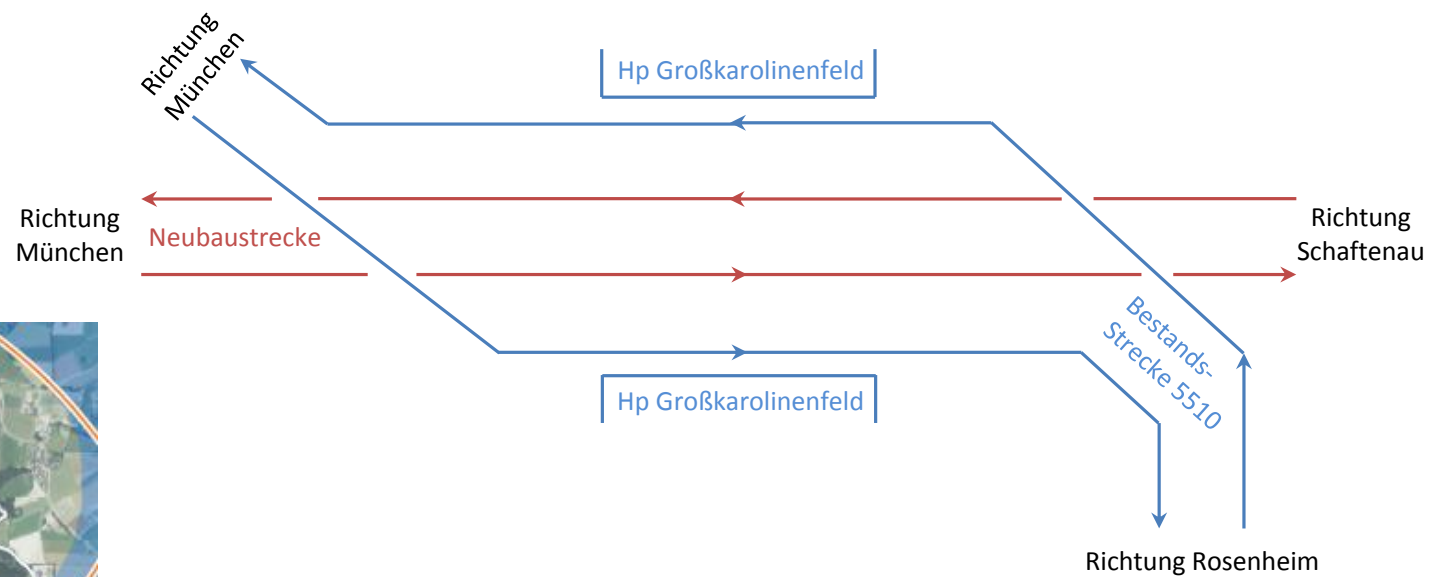 Richtung
München
Hp Großkarolinenfeld
Richtung
München
Neubaustrecke
Richtung
Schaftenau
Bestands-
Strecke 5510
Hp Großkarolinenfeld
Richtung Rosenheim